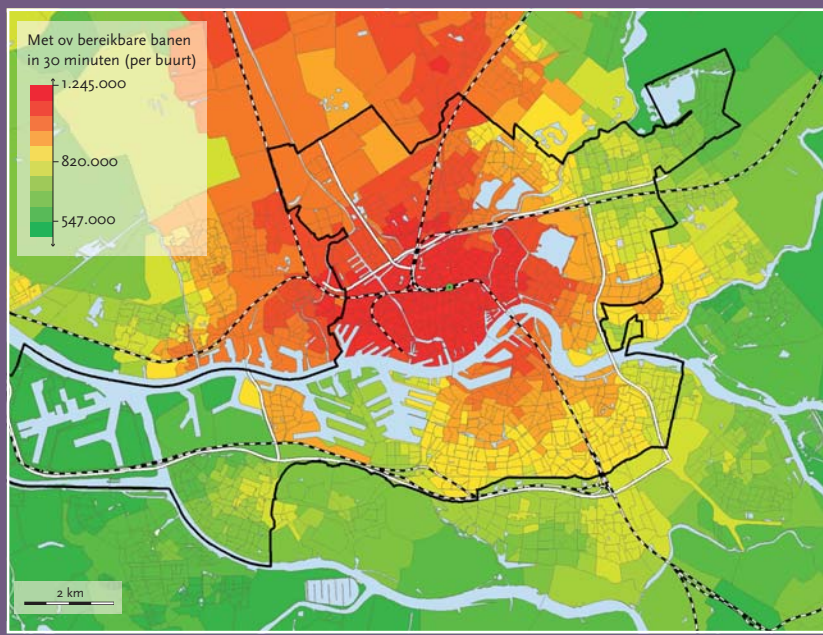 Met ov bereikbare banen
in 30 minuten (per buurt)
1.245.000
820.000
547.000
2 km